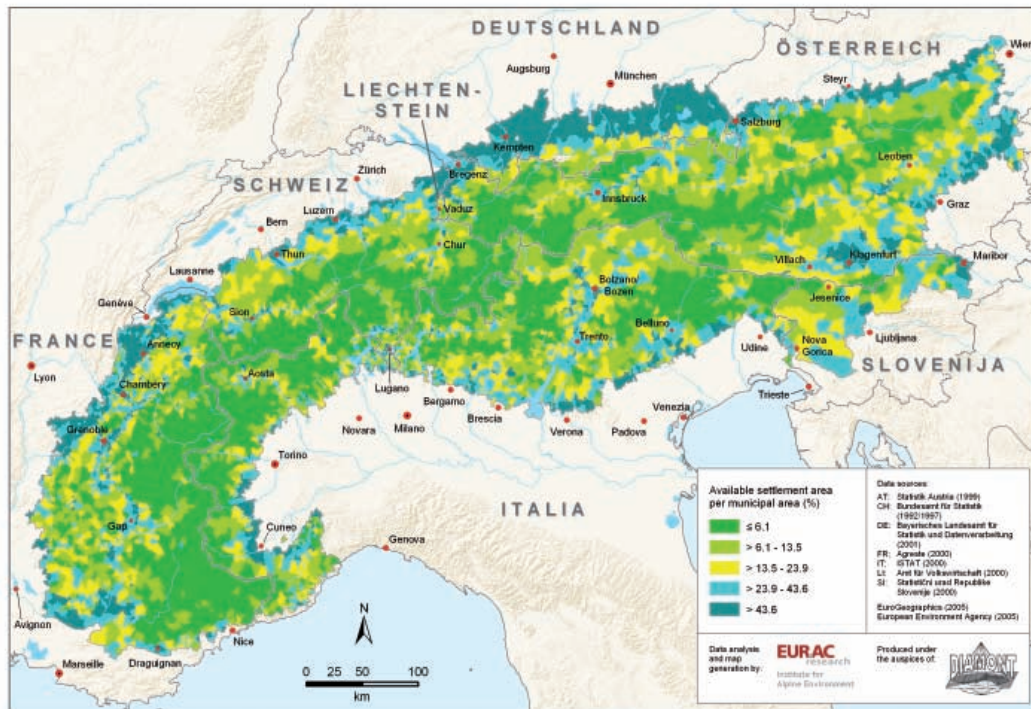 DEUTSCHLAND
ÖSTERREICH
Wien
Augsburg
München
Steyr
LIECHTEN-
STEIN
Salzburg
Kempten
Leoben
Bregenz
Zürich
SCHWEIZ
Innsbruck
Vaduz
Graz
Luzern
Bern
Chur
Thun
Villach
Klagenfurt
Maribor
Lausanne
Bolzano/
Bozen
Jesenice
Genève
Sion
Belluno
Trento
Ljubljana
FRANCE
Annecy
Udine
Nova
Gorica
SLOVENIJA
Lyon
Aosta
Chambéry
Lugano
Bergamo
Trieste
Brescia
Venezia
Grenoble
Novara
Milano
Verona
Padova
Torino
ITALIA
Gap
Cuneo
Genova
Avignon
Nice
Draguignan
Marseille
N
0 25 50 100
km
Available settlement area
per municipal area (%)
≤ 6.1
> 6.1 - 13.5
> 13.5 - 23.9
> 23.9 - 43.6
> 43.6
Data sources:
AT: Statistik Austria (1999)
CH: Bundesamt für Statistik
(1992/1997)
DE: Bayerisches Landesamt für
Statistik und Datenverarbeitung
(2001)
FR: Agreste (2000)
IT: ISTAT (2000)
LI: Amt für Volkswirtschaft (2000)
SI: Statistični urad Republike
Slovenije (2000)
EuroGeographics (2005)
European Environment Agency (2005)
Data analysis
and map
generation by:
EURAC
research
Institute for
Alpine Environment
Produced under
the auspices of:
DIAMONT